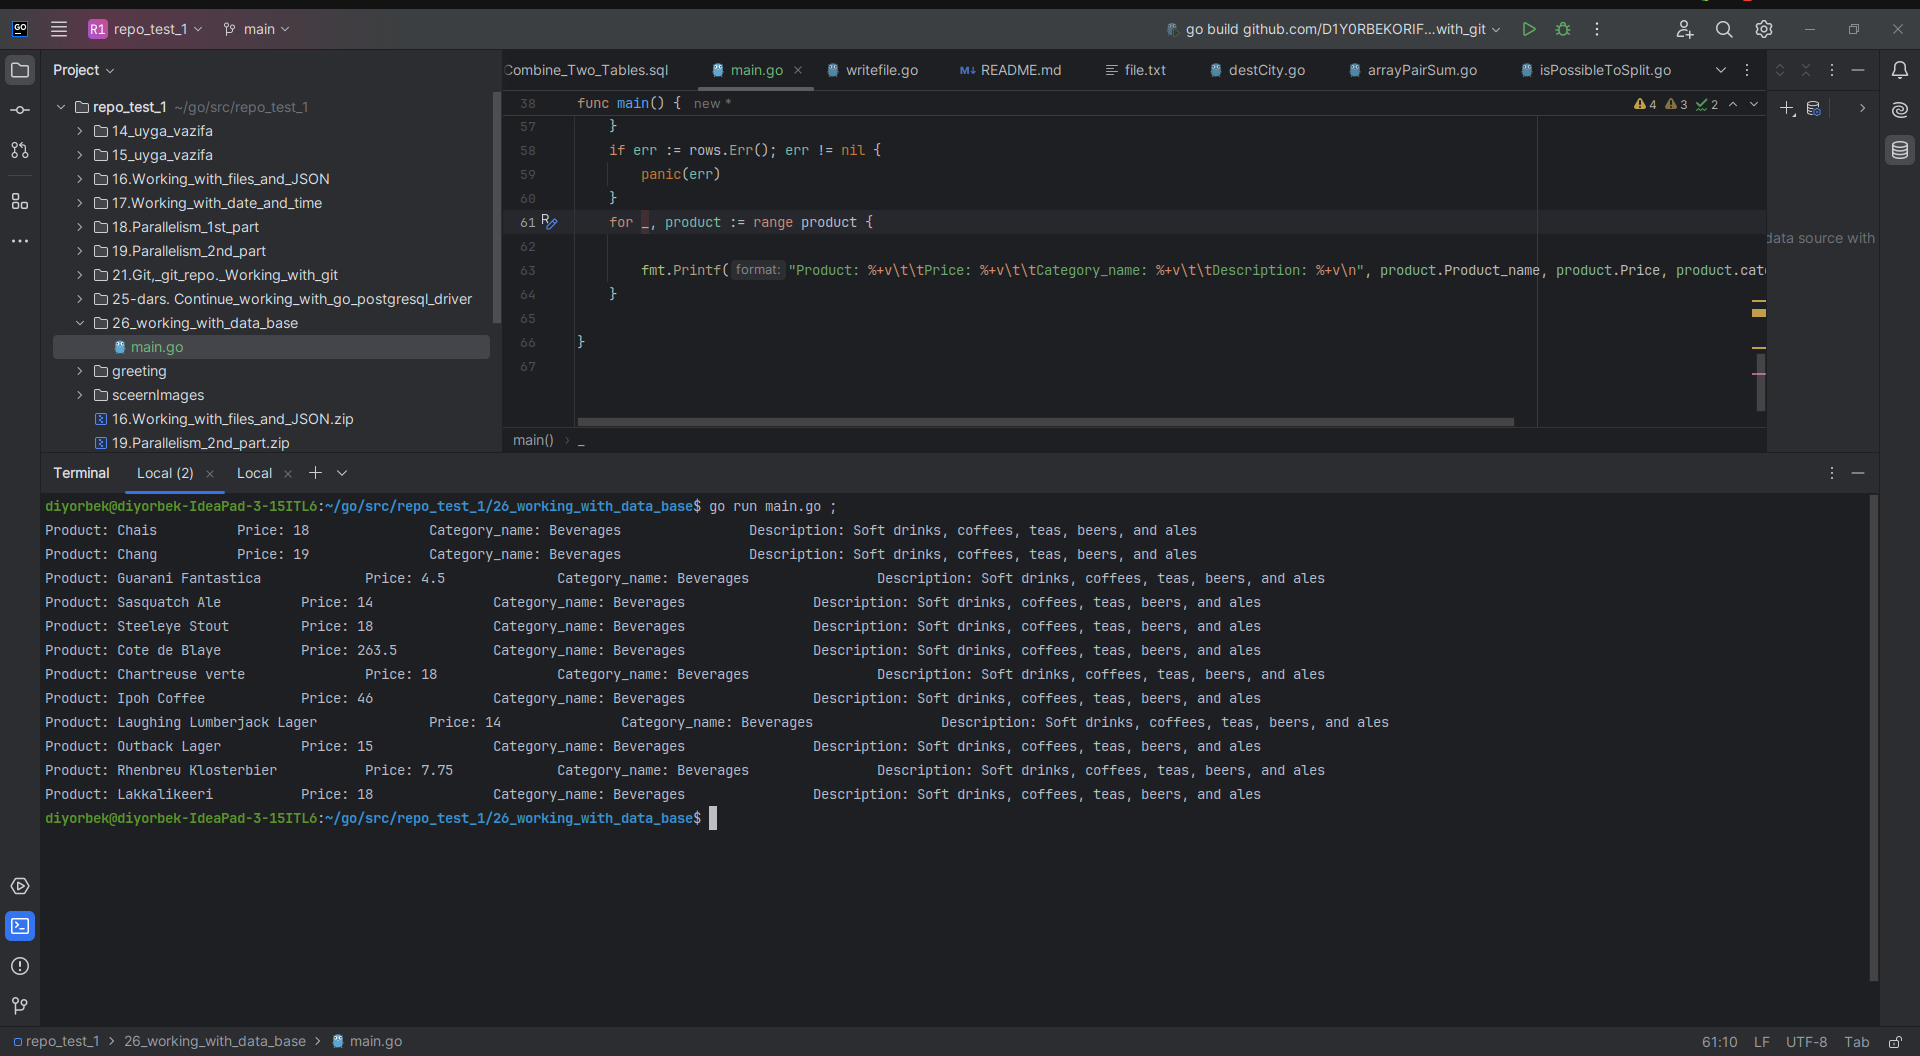 GO
R1 repo_test_1
main
go build github.com/D1Y0RBEKORIF...with_git
Project
Combine_Two_Tables.sql
main.go
writefile.go
M↓ README.md
file.txt
destCity.go
arrayPairSum.go
isPossibleToSplit.go
repo_test_1 ~/go/src/repo_test_1
14_uyga_vazifa
15_uyga_vazifa
16.Working_with_files_and_JSON
17.Working_with_date_and_time
18.Parallelism_1st_part
19.Parallelism_2nd_part
21.Git,_git_repo._Working_with_git
25-dars. Continue_working_with_go_postgresql_driver
26_working_with_data_base
main.go
greeting
sceernImages
16.Working_with_files_and_JSON.zip
19.Parallelism_2nd_part.zip
38 func main() { new *
4 3 2
57 }
58 if err := rows.Err(); err != nil {
59 panic(err)
60 }
61 for _, product := range product {
62
63 fmt.Printf( format: "Product: %+v\t\tPrice: %+v\t\tCategory_name: %+v\t\tDescription: %+v\n", product.Product_name, product.Price, product.cate
64 }
65
66 }
67
data source with
main() › _
Terminal
Local (2)
Local
diyorbek@diyorbek-IdeaPad-3-15ITL6:~/go/src/repo_test_1/26_working_with_data_base$ go run main.go ;
Product: Chais Price: 18 Category_name: Beverages Description: Soft drinks, coffees, teas, beers, and ales
Product: Chang Price: 19 Category_name: Beverages Description: Soft drinks, coffees, teas, beers, and ales
Product: Guarani Fantastica Price: 4.5 Category_name: Beverages Description: Soft drinks, coffees, teas, beers, and ales
Product: Sasquatch Ale Price: 14 Category_name: Beverages Description: Soft drinks, coffees, teas, beers, and ales
Product: Steeleye Stout Price: 18 Category_name: Beverages Description: Soft drinks, coffees, teas, beers, and ales
Product: Cote de Blaye Price: 263.5 Category_name: Beverages Description: Soft drinks, coffees, teas, beers, and ales
Product: Chartreuse verte Price: 18 Category_name: Beverages Description: Soft drinks, coffees, teas, beers, and ales
Product: Ipoh Coffee Price: 46 Category_name: Beverages Description: Soft drinks, coffees, teas, beers, and ales
Product: Laughing Lumberjack Lager Price: 14 Category_name: Beverages Description: Soft drinks, coffees, teas, beers, and ales
Product: Outback Lager Price: 15 Category_name: Beverages Description: Soft drinks, coffees, teas, beers, and ales
Product: Rhenbreu Klosterbier Price: 7.75 Category_name: Beverages Description: Soft drinks, coffees, teas, beers, and ales
Product: Lakkalikeeri Price: 18 Category_name: Beverages Description: Soft drinks, coffees, teas, beers, and ales
diyorbek@diyorbek-IdeaPad-3-15ITL6:~/go/src/repo_test_1/26_working_with_data_base$
repo_test_1 › 26_working_with_data_base › main.go
61:10 LF UTF-8 Tab